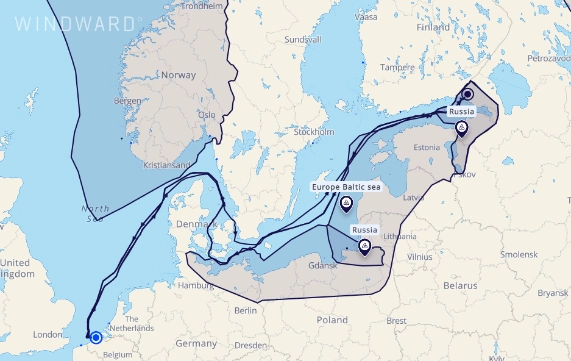 Trondheim
WINDWARD®
Vaasa
Finland
Sundsvall
Petrozavod
Tampere
Norway
Bergen
Russia
Oslo
Stockholm
Estonia
Kristiansand
Pskov
Europe Baltic sea
Latvia
North
Sea
Denmark
Russia
Lithuania
United
Kingdom
Gdansk
Vilnius
Smolensk
Hamburg
Belarus
Bryansk
Berlin
The
Netherlands
London
Poland
Brest
Germany
Dresden
Belgium